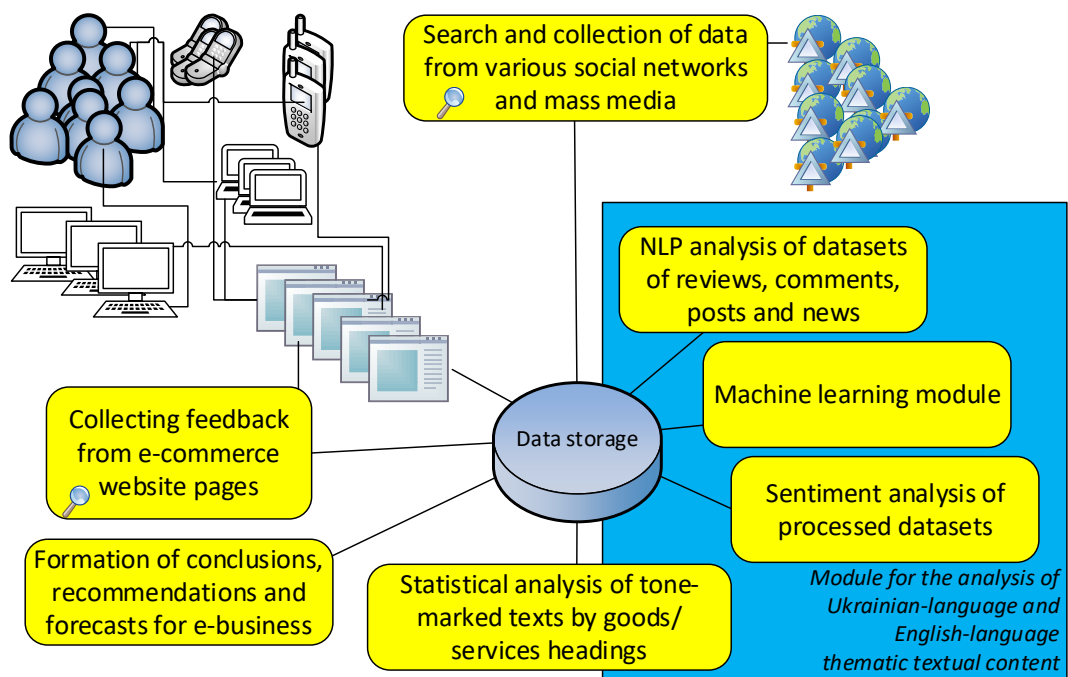 Search and collection of data
from various social networks
and mass media
NLP analysis of datasets
of reviews, comments,
posts and news
Machine learning module
Data storage
Collecting feedback
from e-commerce
website pages
Sentiment analysis of
processed datasets
Formation of conclusions,
recommendations and
forecasts for e-business
Statistical analysis of tone-
marked texts by goods/
services headings
Module for the analysis of
Ukrainian-language and
English-language
thematic textual content